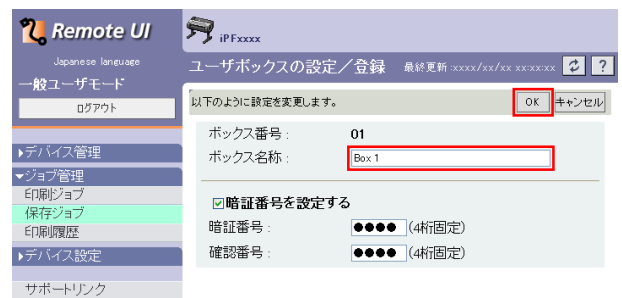 Remote UI
Japanese language
一般ユーザモード
ログアウト
▶デバイス管理
▼ジョブ管理
印刷ジョブ
保存ジョブ
印刷履歴
▶デバイス設定
サポートリンク
iPFxxxx
ユーザボックスの設定／登録 最終更新 :xxxx/xx/xx xx:xx:xx ?
以下のように設定を変更します。 OK キャンセル
ボックス番号 : 01
ボックス名称 : Box 1
暗証番号を設定する
暗証番号 : ●●●● (4桁固定)
確認番号 : ●●●● (4桁固定)